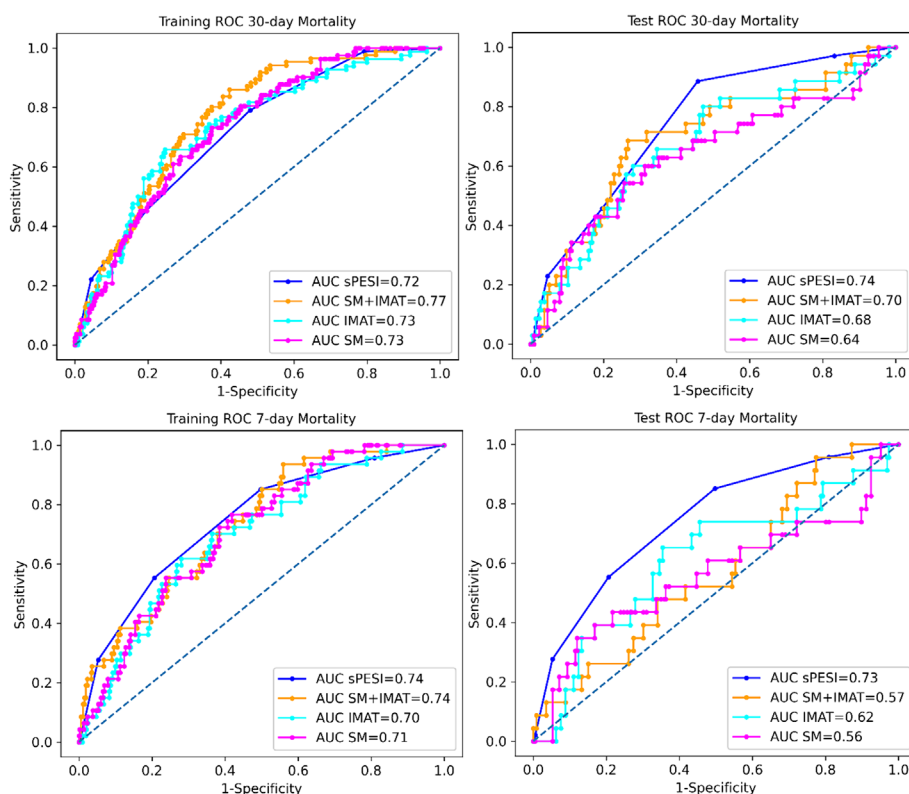 Training ROC 30-day Mortality
Sensitivity
1.0
0.8
0.6
0.4
0.2
0.0
AUC sPESI=0.72
AUC SM+IMAT=0.77
AUC IMAT=0.73
AUC SM=0.73
0.0 0.2 0.4 0.6 0.8 1.0
1-Specificity
Test ROC 30-day Mortality
Sensitivity
1.0
0.8
0.6
0.4
0.2
0.0
AUC sPESI=0.74
AUC SM+IMAT=0.70
AUC IMAT=0.68
AUC SM=0.64
0.0 0.2 0.4 0.6 0.8 1.0
1-Specificity
Training ROC 7-day Mortality
Sensitivity
1.0
0.8
0.6
0.4
0.2
0.0
AUC sPESI=0.74
AUC SM+IMAT=0.74
AUC IMAT=0.70
AUC SM=0.71
0.0 0.2 0.4 0.6 0.8 1.0
1-Specificity
Test ROC 7-day Mortality
Sensitivity
1.0
0.8
0.6
0.4
0.2
0.0
AUC sPESI=0.73
AUC SM+IMAT=0.57
AUC IMAT=0.62
AUC SM=0.56
0.0 0.2 0.4 0.6 0.8 1.0
1-Specificity